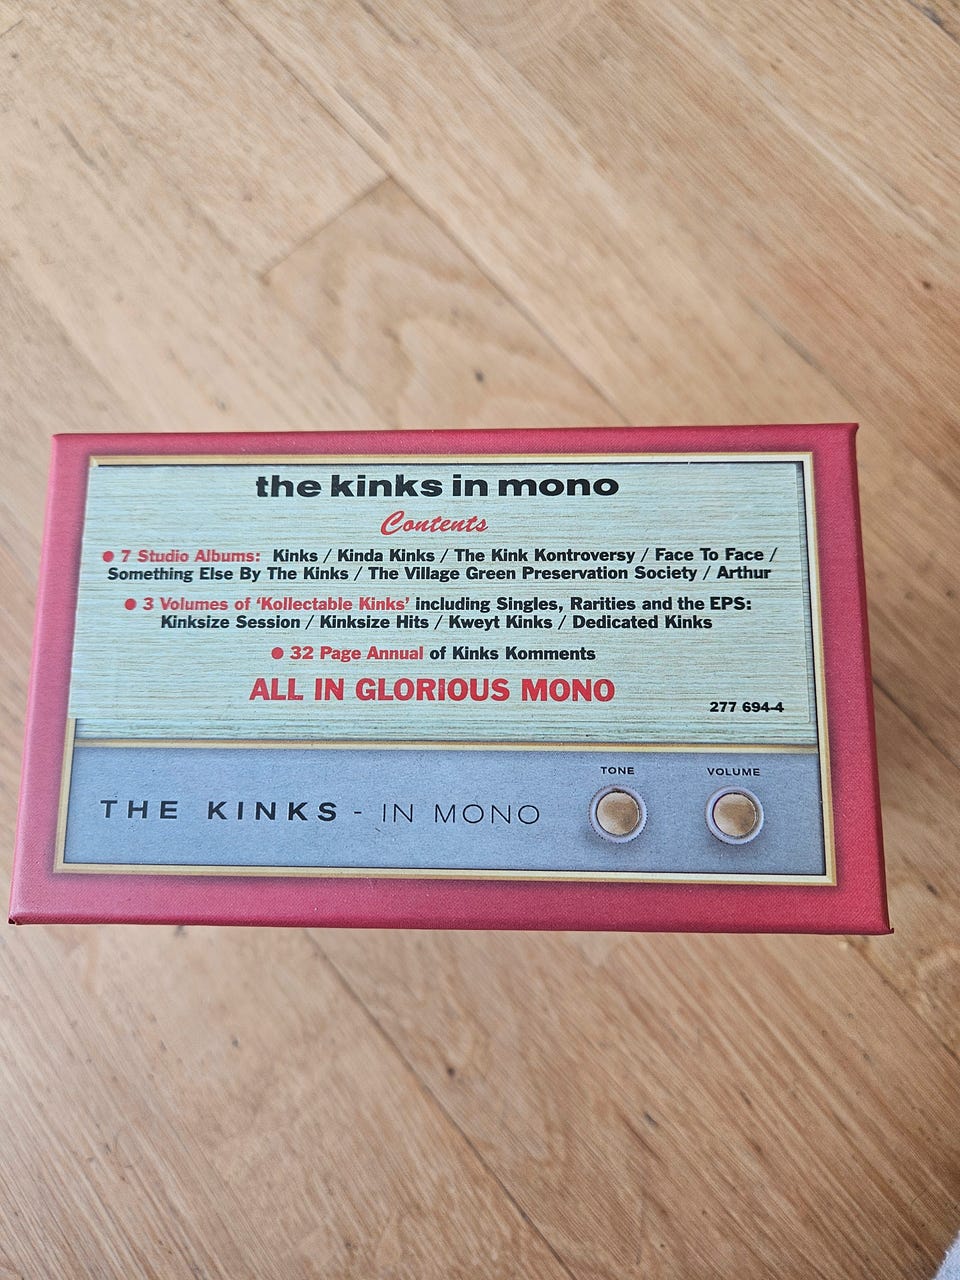 the kinks in mono
Contents
● 7 Studio Albums: Kinks / Kinda Kinks / The Kink Kontroversy / Face To Face /
Something Else By The Kinks / The Village Green Preservation Society / Arthur
● 3 Volumes of ‘Kollectable Kinks’ including Singles, Rarities and the EPS:
Kinksize Session / Kinksize Hits / Kweyt Kinks / Dedicated Kinks
● 32 Page Annual of Kinks Komments
ALL IN GLORIOUS MONO
277 694-4
TONE VOLUME
THE KINKS - IN MONO